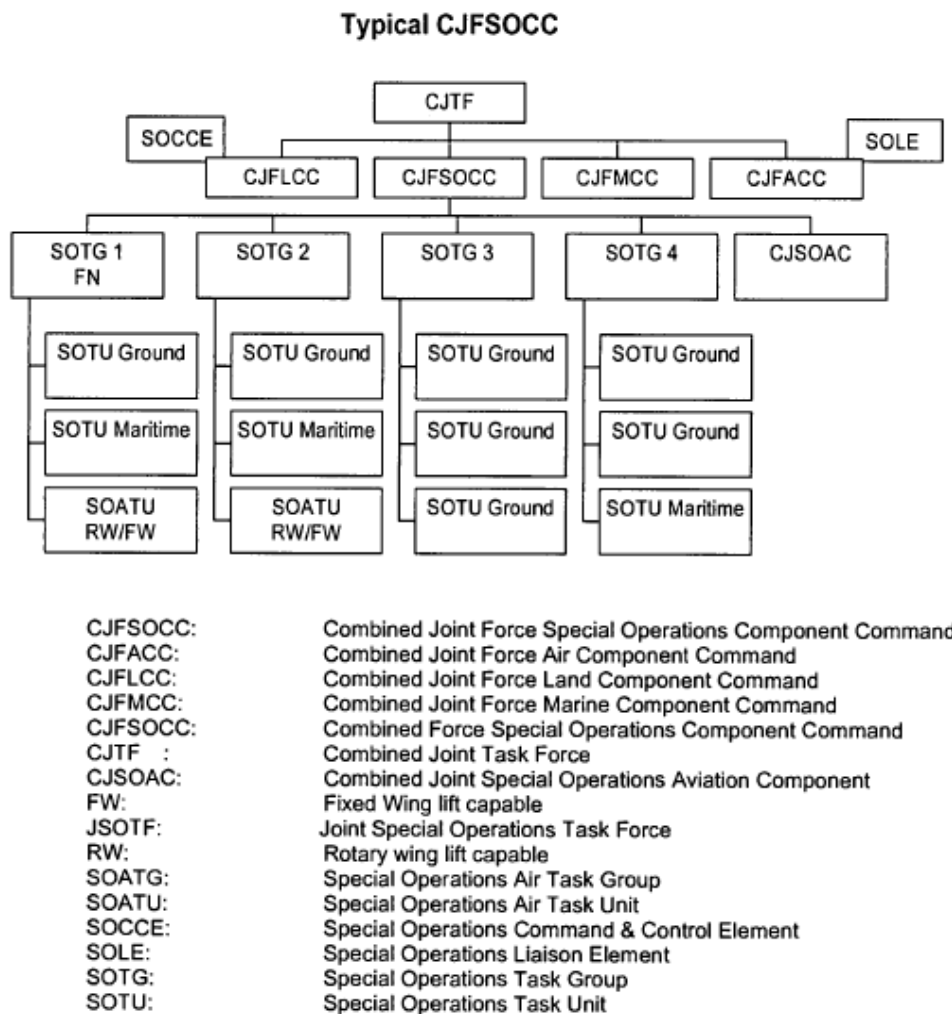 Typical CJFSOCC
CJTF
SOCCE
SOLE
CJFLCC
CJFSOCC
CJFMCC
CJFACC
SOTG 1
FN
SOTG 2
SOTG 3
SOTG 4
CJSOAC
SOTU Ground
SOTU Ground
SOTU Ground
SOTU Ground
SOTU Maritime
SOTU Maritime
SOTU Ground
SOTU Ground
SOATU
RW/FW
SOATU
RW/FW
SOTU Ground
SOTU Maritime
CJFSOCC: Combined Joint Force Special Operations Component Command
CJFACC: Combined Joint Force Air Component Command
CJFLCC: Combined Joint Force Land Component Command
CJFMCC: Combined Joint Force Marine Component Command
CJFSOCC: Combined Force Special Operations Component Command
CJTF : Combined Joint Task Force
CJSOAC: Combined Joint Special Operations Aviation Component
FW: Fixed Wing lift capable
JSOTF: Joint Special Operations Task Force
RW: Rotary wing lift capable
SOATG: Special Operations Air Task Group
SOATU: Special Operations Air Task Unit
SOCCE: Special Operations Command & Control Element
SOLE: Special Operations Liaison Element
SOTG: Special Operations Task Group
SOTU: Special Operations Task Unit